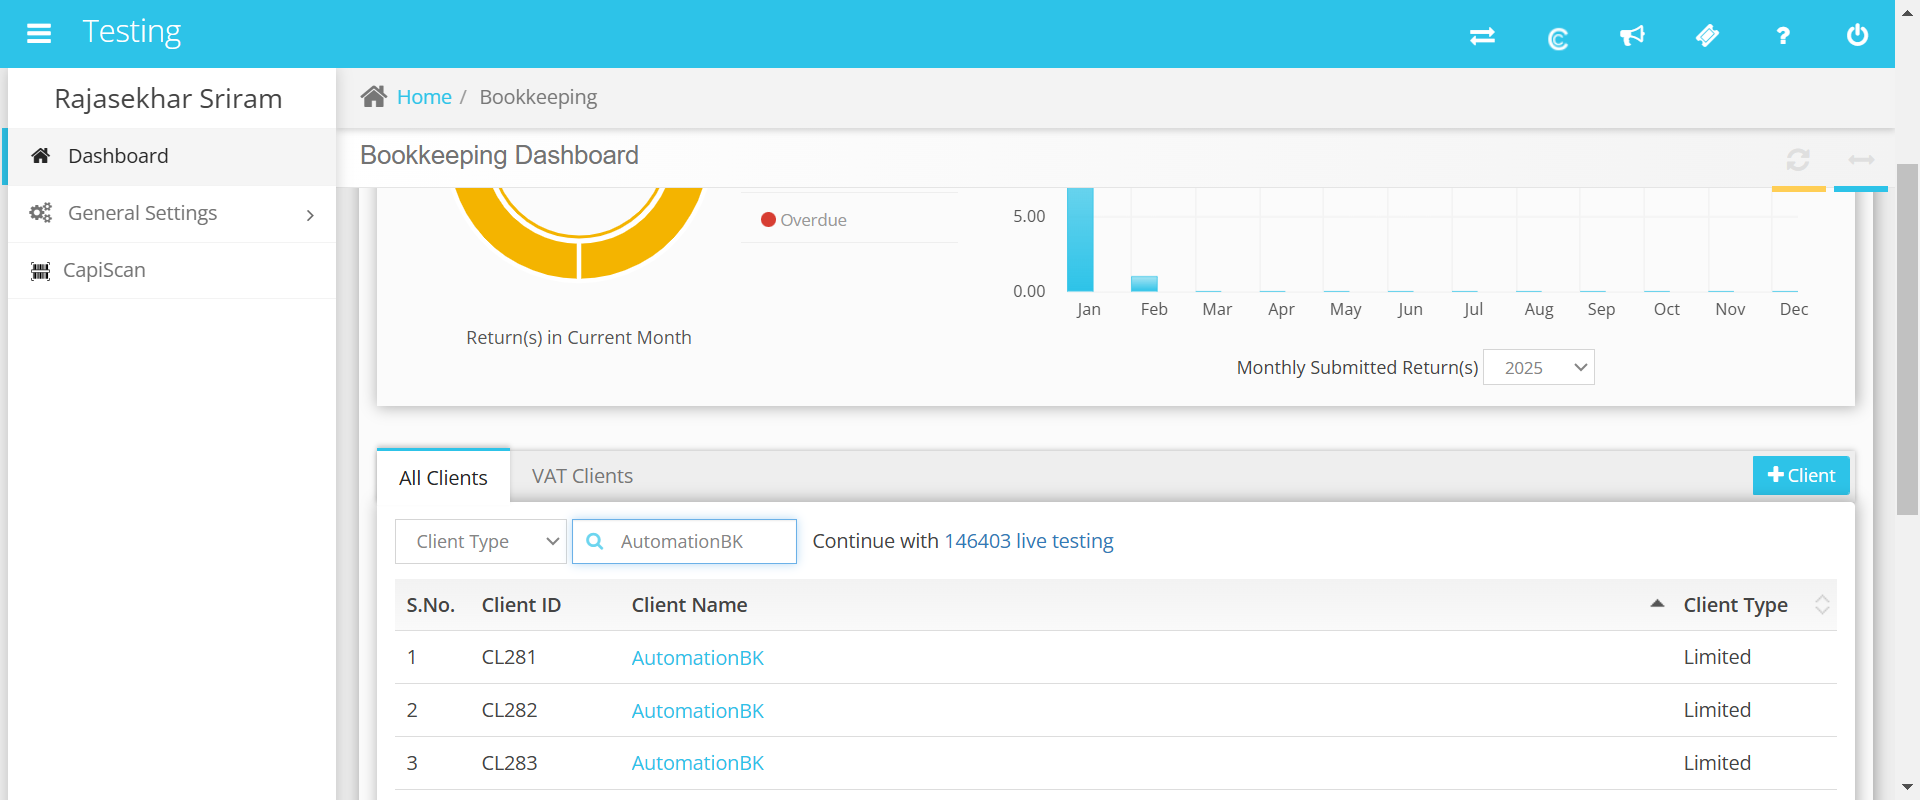 Testing
?
Rajasekhar Sriram
Dashboard
General Settings
CapiScan
Home / Bookkeeping
Bookkeeping Dashboard
Overdue
Return(s) in Current Month
5.00
0.00
Jan Feb Mar Apr May Jun Jul Aug Sep Oct Nov Dec
Monthly Submitted Return(s) 2025
All Clients VAT Clients + Client
Client Type AutomationBK Continue with 146403 live testing
S.No. Client ID Client Name Client Type
1 CL281 AutomationBK Limited
2 CL282 AutomationBK Limited
3 CL283 AutomationBK Limited